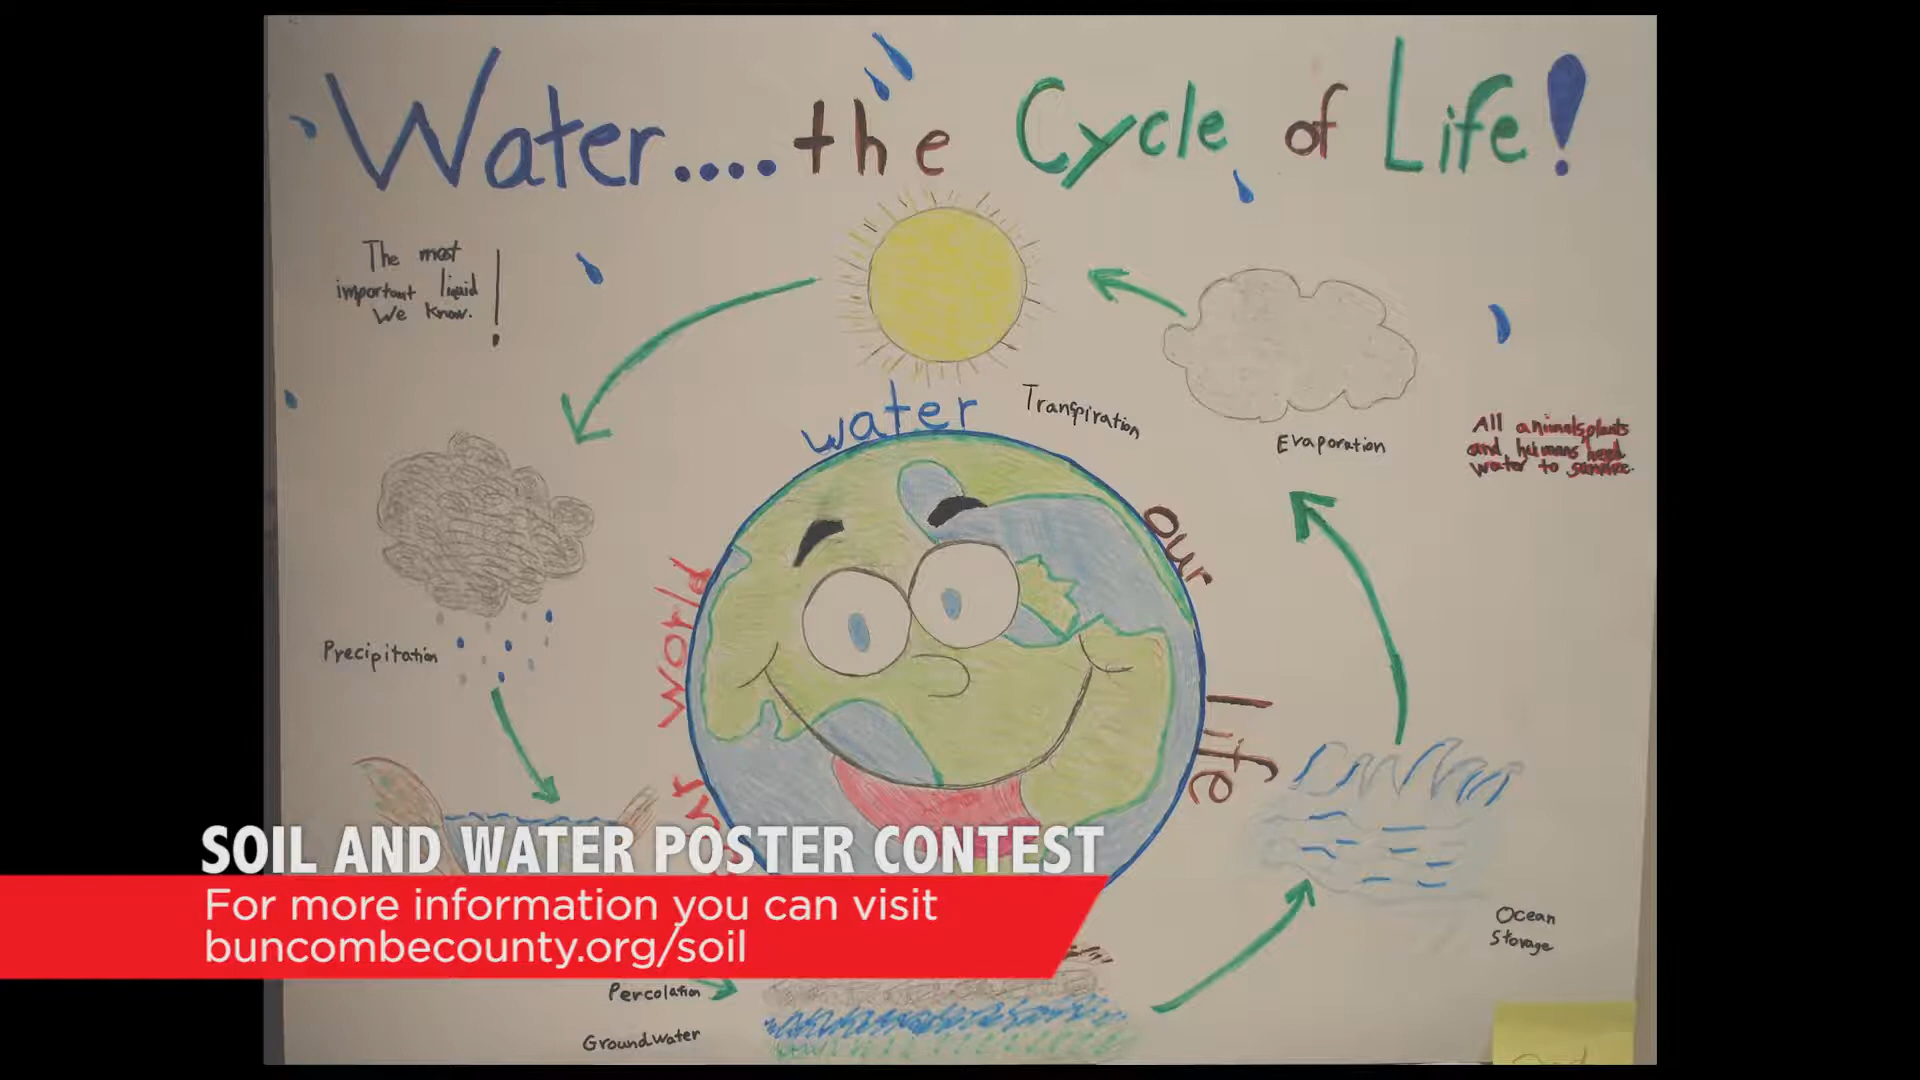 Water.... the Cycle of Life!
The most
important liquid
We know.
!
water
Transpiration
Evaporation
All animals plants
and humans need
water to survive.
our
world
Precipitation
life
SOIL AND WATER POSTER CONTEST
For more information you can visit
buncombecounty.org/soil
Ocean
Storage
Percolation
GroundWater